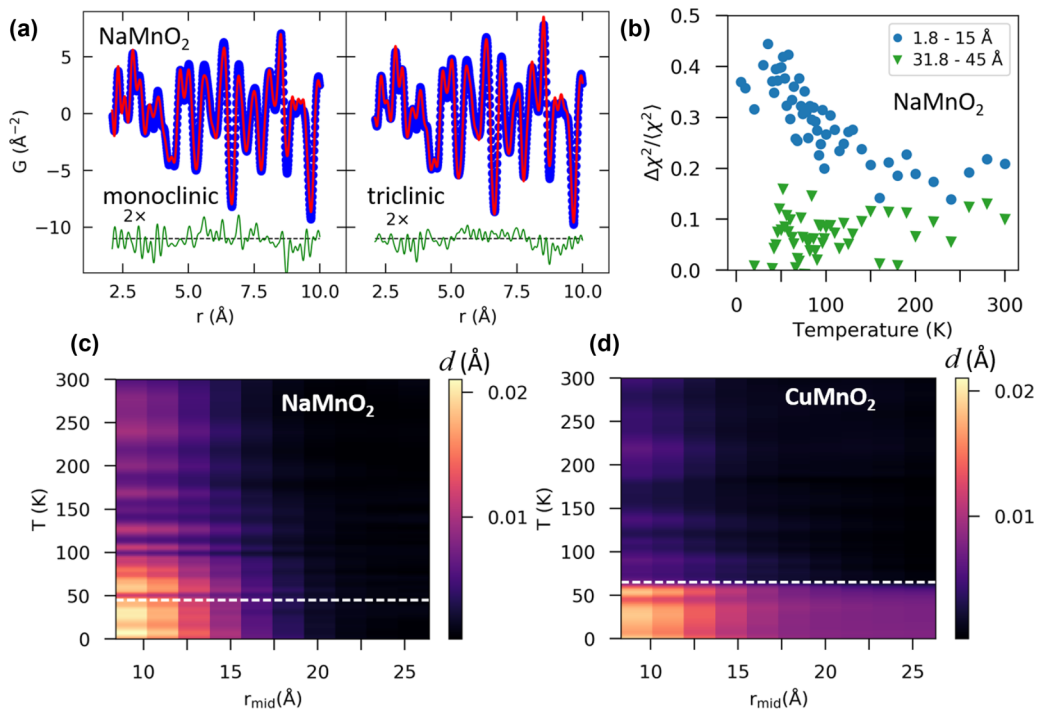 (a)
NaMnO2
5
0
−5
−10
G (Å−2)
monoclinic
2×
triclinic
2×
2.5 5.0 7.5 10.0
2.5 5.0 7.5 10.0
r (Å)
r (Å)
(b)
0.5
0.4
0.3
0.2
0.1
0.0
Δχ2/⟨χ2⟩
1.8 - 15 Å
31.8 - 45 Å
NaMnO2
0 100 200 300
Temperature (K)
(c)
d (Å)
300
250
200
150
100
50
0
T (K)
NaMnO2
0.02
0.01
10 15 20 25
rmid(Å)
(d)
d (Å)
300
250
200
150
100
50
0
T (K)
CuMnO2
0.02
0.01
10 15 20 25
rmid(Å)